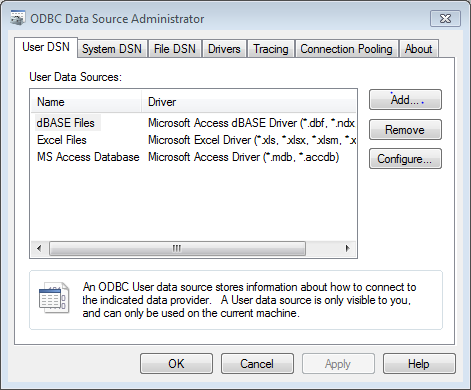 ODBC Data Source Administrator
User DSN System DSN File DSN Drivers Tracing Connection Pooling About
User Data Sources:
Name Driver
dBASE Files Microsoft Access dBASE Driver (*.dbf, *.ndx
Excel Files Microsoft Excel Driver (*.xls, *.xlsx, *.xlsm, *.x
MS Access Database Microsoft Access Driver (*.mdb, *.accdb)
Add...
Remove
Configure...
An ODBC User data source stores information about how to connect to
the indicated data provider. A User data source is only visible to you,
and can only be used on the current machine.
OK Cancel Apply Help